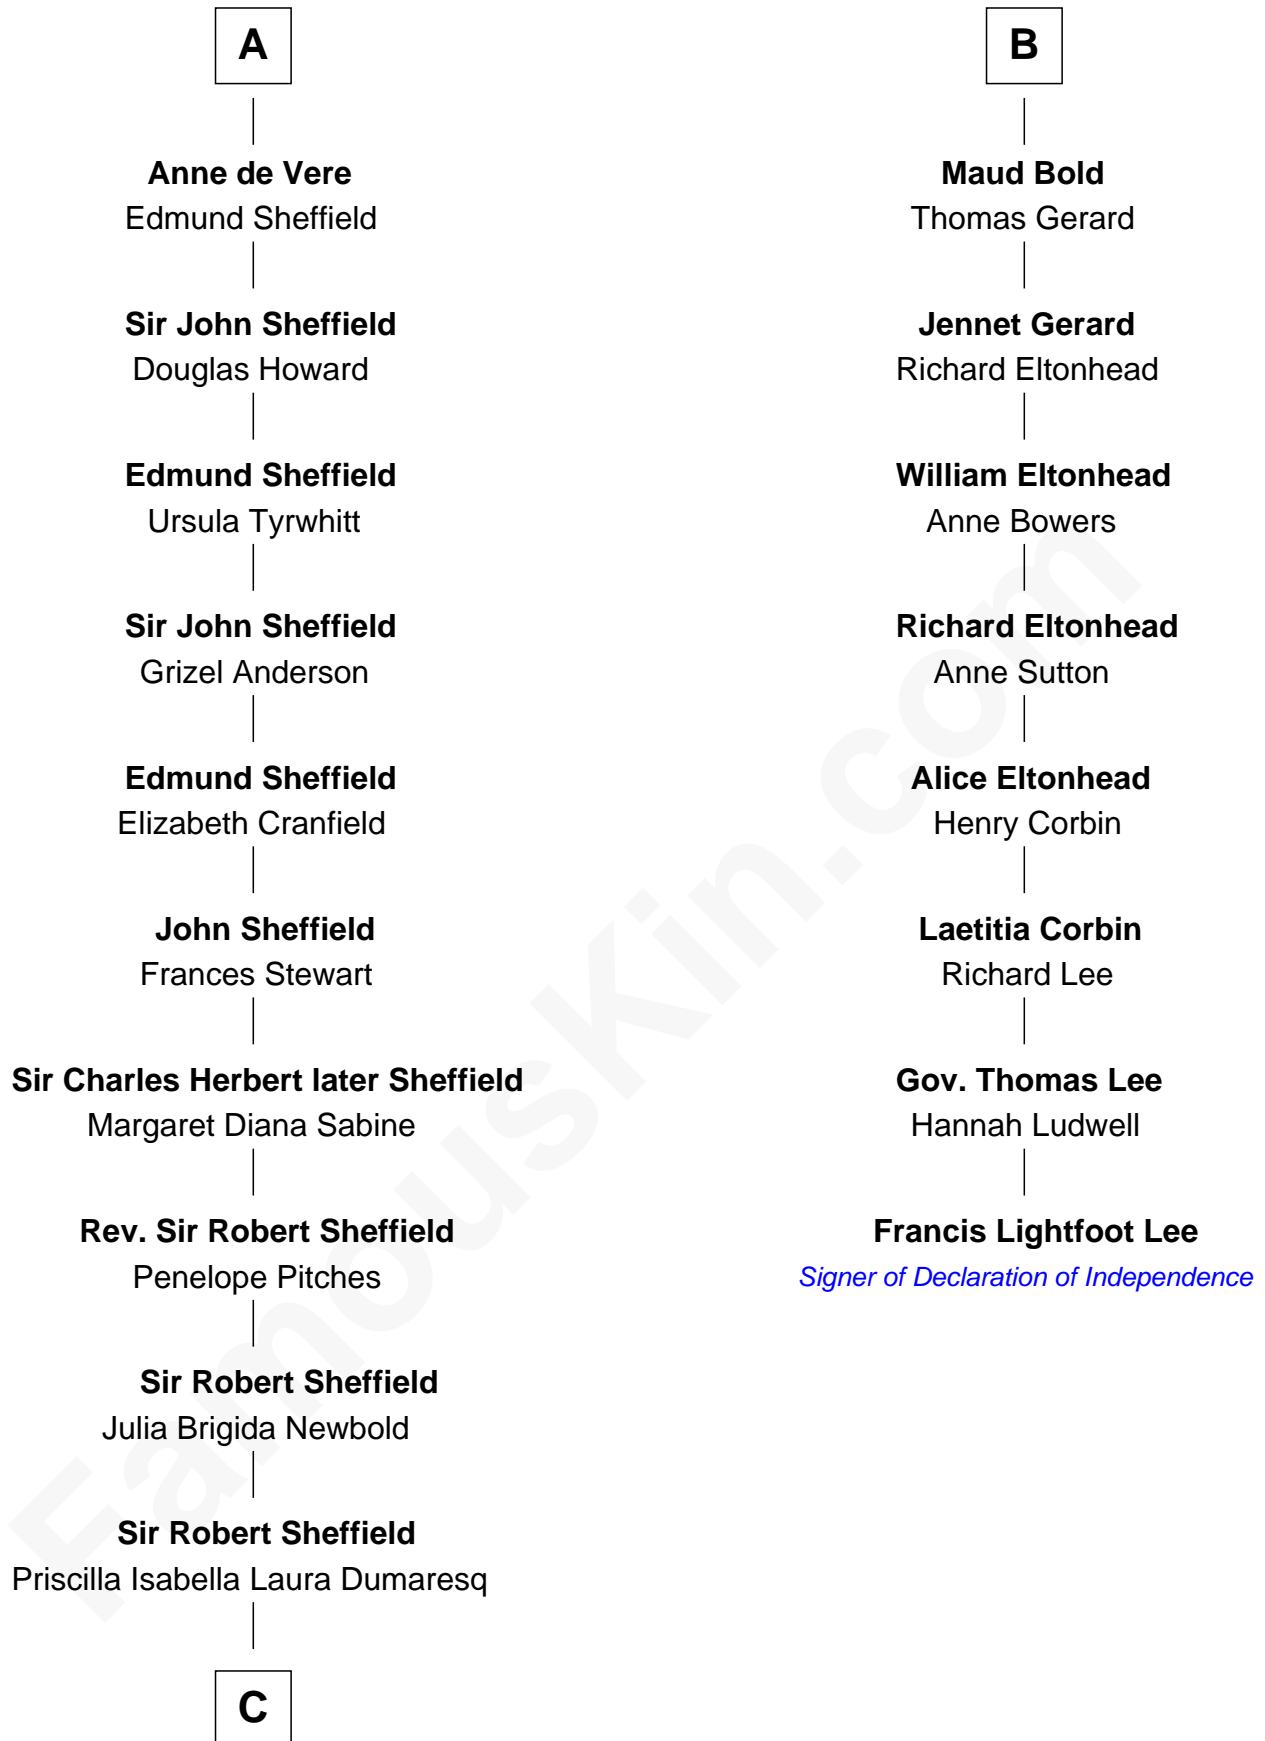 A
Anne de Vere
Edmund Sheffield
Sir John Sheffield
Douglas Howard
Edmund Sheffield
Ursula Tyrwhitt
Sir John Sheffield
Grizel Anderson
Edmund Sheffield
Elizabeth Cranfield
John Sheffield
Frances Stewart
Sir Charles Herbert later Sheffield
Margaret Diana Sabine
Rev. Sir Robert Sheffield
Penelope Pitches
Sir Robert Sheffield
Julia Brigida Newbold
Sir Robert Sheffield
Priscilla Isabella Laura Dumaresq
C
B
Maud Bold
Thomas Gerard
Jennet Gerard
Richard Eltonhead
William Eltonhead
Anne Bowers
Richard Eltonhead
Anne Sutton
Alice Eltonhead
Henry Corbin
Laetitia Corbin
Richard Lee
Gov. Thomas Lee
Hannah Ludwell
Francis Lightfoot Lee
Signer of Declaration of Independence
FamousKin.com